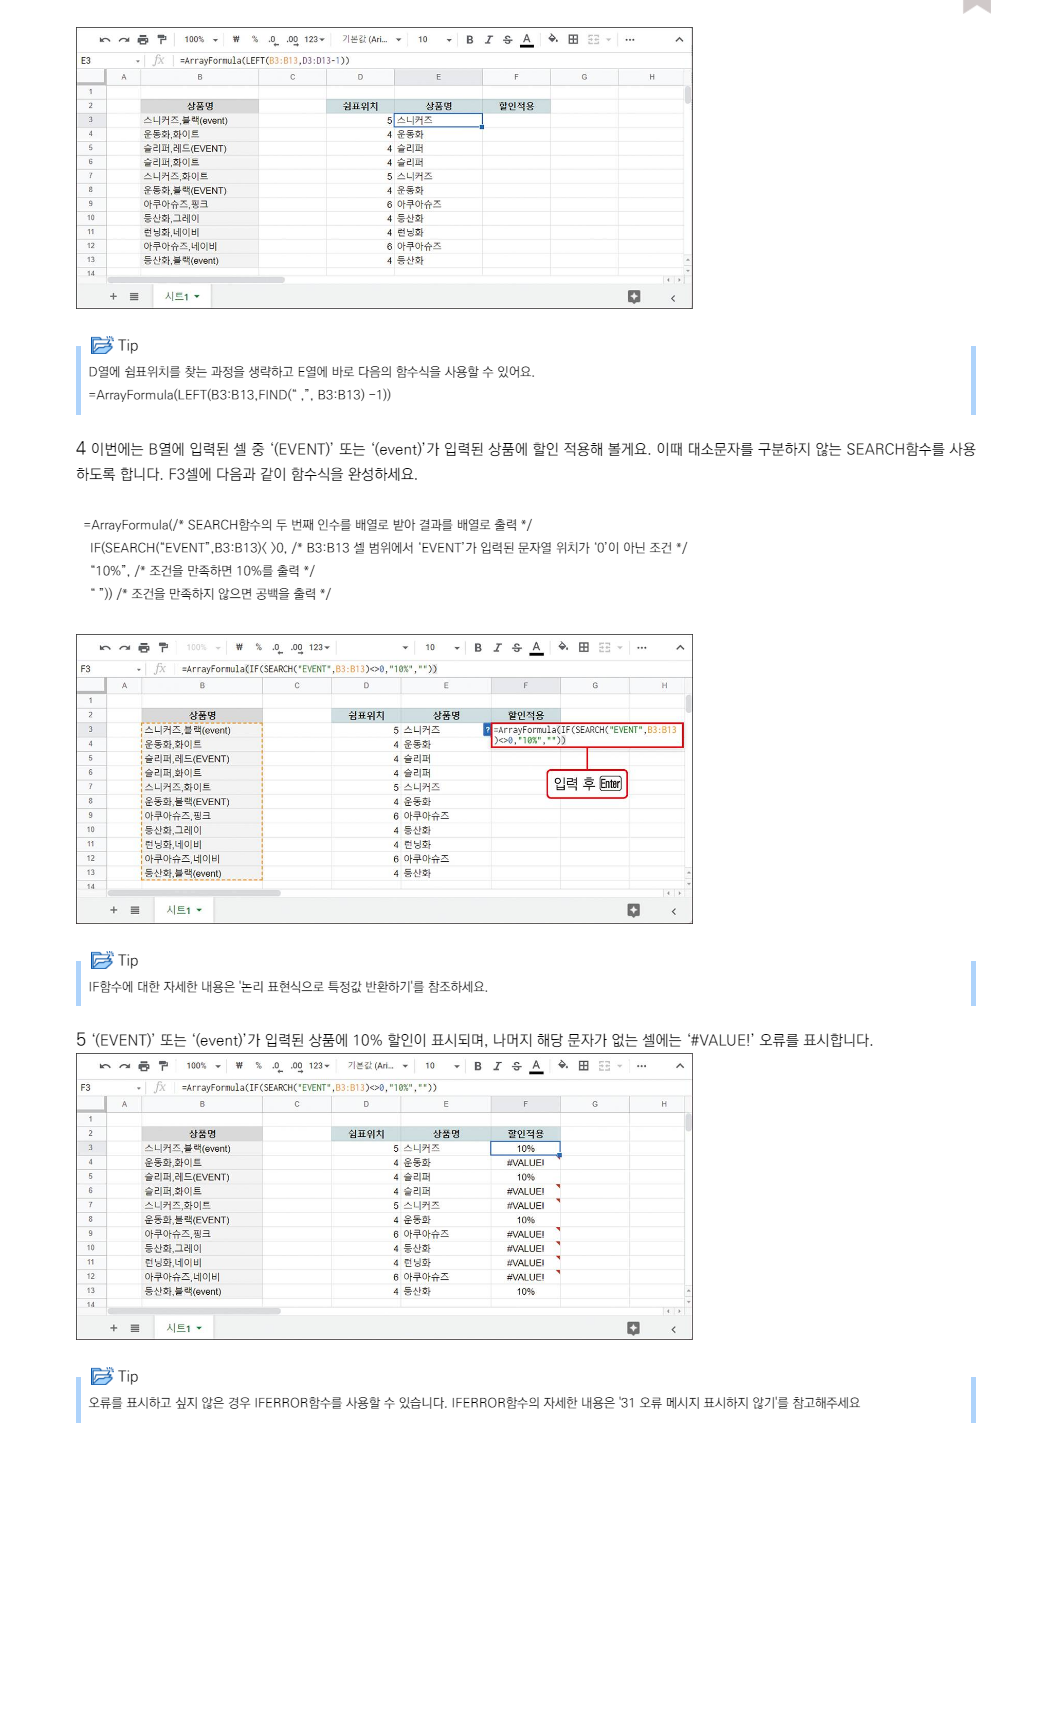 100% ₩ % .0 .00 123 기본값 (Ari... 10 B I S A
E3 fx =ArrayFormula(LEFT(B3:B13,D3:D13-1))
A B C D E F G H
1
2 상품명 쉼표위치 상품명 할인적용
3 스니커즈,블랙(event) 5 스니커즈
4 운동화,화이트 4 운동화
5 슬리퍼,레드(EVENT) 4 슬리퍼
6 슬리퍼,화이트 4 슬리퍼
7 스니커즈,화이트 5 스니커즈
8 운동화,블랙(EVENT) 4 운동화
9 아쿠아슈즈,핑크 6 아쿠아슈즈
10 등산화,그레이 4 등산화
11 런닝화,네이비 4 런닝화
12 아쿠아슈즈,네이비 6 아쿠아슈즈
13 등산화,블랙(event) 4 등산화
14
시트1
Tip
D열에 쉼표위치를 찾는 과정을 생략하고 E열에 바로 다음의 함수식을 사용할 수 있어요.
=ArrayFormula(LEFT(B3:B13,FIND(“ ,”, B3:B13) -1))
4 이번에는 B열에 입력된 셀 중 ‘(EVENT)’ 또는 ‘(event)’가 입력된 상품에 할인 적용해 볼게요. 이때 대소문자를 구분하지 않는 SEARCH함수를 사용
하도록 합니다. F3셀에 다음과 같이 함수식을 완성하세요.
=ArrayFormula(/* SEARCH함수의 두 번째 인수를 배열로 받아 결과를 배열로 출력 */
IF(SEARCH(“EVENT”,B3:B13)< >0, /* B3:B13 셀 범위에서 ‘EVENT’가 입력된 문자열 위치가 ‘0’이 아닌 조건 */
“10%”, /* 조건을 만족하면 10%를 출력 */
“ ”)) /* 조건을 만족하지 않으면 공백을 출력 */
100% ₩ % .0 .00 123 10 B I S A
F3 fx =ArrayFormula(IF(SEARCH("EVENT",B3:B13)<>0,"10%",""))
A B C D E F G H
1
2 상품명 쉼표위치 상품명 할인적용
3 스니커즈,블랙(event) 5 스니커즈 ? =ArrayFormula(IF(SEARCH("EVENT",B3:B13
4 운동화,화이트 4 운동화 )<>0,"10%",""))
5 슬리퍼,레드(EVENT) 4 슬리퍼
6 슬리퍼,화이트 4 슬리퍼
7 스니커즈,화이트 5 스니커즈 입력 후 Enter
8 운동화,블랙(EVENT) 4 운동화
9 아쿠아슈즈,핑크 6 아쿠아슈즈
10 등산화,그레이 4 등산화
11 런닝화,네이비 4 런닝화
12 아쿠아슈즈,네이비 6 아쿠아슈즈
13 등산화,블랙(event) 4 등산화
14
시트1
Tip
IF함수에 대한 자세한 내용은 '논리 표현식으로 특정값 반환하기'를 참조하세요.
5 ‘(EVENT)’ 또는 ‘(event)’가 입력된 상품에 10% 할인이 표시되며, 나머지 해당 문자가 없는 셀에는 ‘#VALUE!’ 오류를 표시합니다.
100% ₩ % .0 .00 123 기본값 (Ari... 10 B I S A
F3 fx =ArrayFormula(IF(SEARCH("EVENT",B3:B13)<>0,"10%",""))
A B C D E F G H
1
2 상품명 쉼표위치 상품명 할인적용
3 스니커즈,블랙(event) 5 스니커즈 10%
4 운동화,화이트 4 운동화 #VALUE!
5 슬리퍼,레드(EVENT) 4 슬리퍼 10%
6 슬리퍼,화이트 4 슬리퍼 #VALUE!
7 스니커즈,화이트 5 스니커즈 #VALUE!
8 운동화,블랙(EVENT) 4 운동화 10%
9 아쿠아슈즈,핑크 6 아쿠아슈즈 #VALUE!
10 등산화,그레이 4 등산화 #VALUE!
11 런닝화,네이비 4 런닝화 #VALUE!
12 아쿠아슈즈,네이비 6 아쿠아슈즈 #VALUE!
13 등산화,블랙(event) 4 등산화 10%
14
시트1
Tip
오류를 표시하고 싶지 않은 경우 IFERROR함수를 사용할 수 있습니다. IFERROR함수의 자세한 내용은 '31 오류 메시지 표시하지 않기'를 참고해주세요